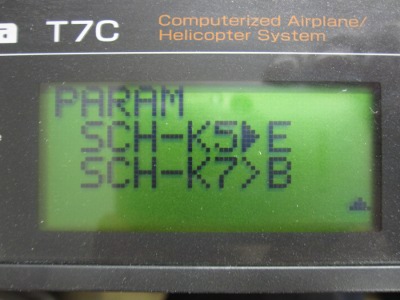 a T7C Computerized Airplane/
Helicopter System
PARAM
SCH-K5▶E
SCH-K7>B